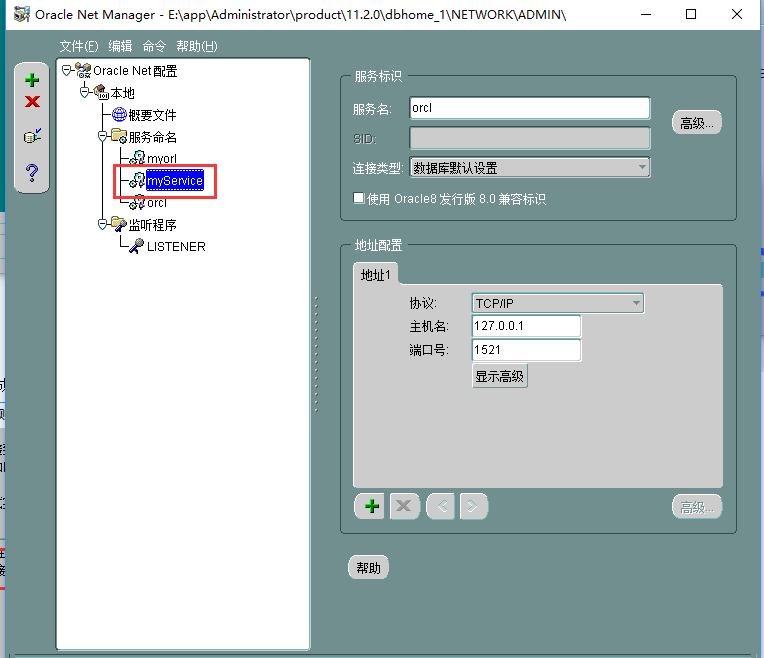 Oracle Net Manager - E:\app\Administrator\product\11.2.0\dbhome_1\NETWORK\ADMIN\
文件(F) 编辑 命令 帮助(H)
Oracle Net 配置
本地
概要文件
服务命名
myorl
myService
orcl
监听程序
LISTENER
服务标识
服务名: orcl
高级...
SID:
连接类型: 数据库默认设置
使用 Oracle8 发行版 8.0 兼容标识
地址配置
地址1
协议: TCP/IP
主机名: 127.0.0.1
端口号: 1521
显示高级
高级...
帮助